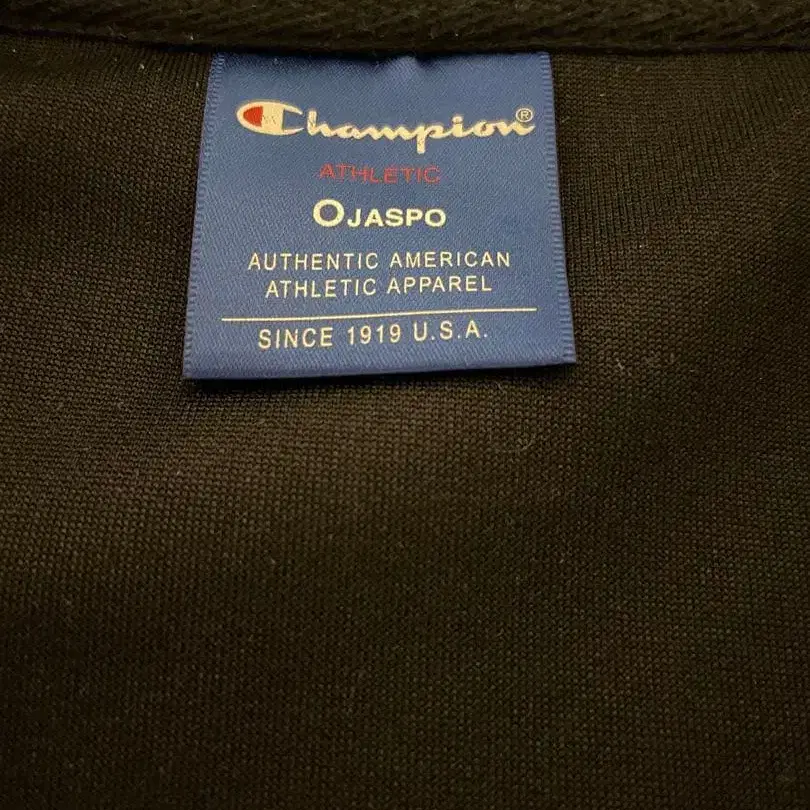 Champion®
ATHLETIC
OJASPO
AUTHENTIC AMERICAN
ATHLETIC APPAREL
SINCE 1919 U.S.A.